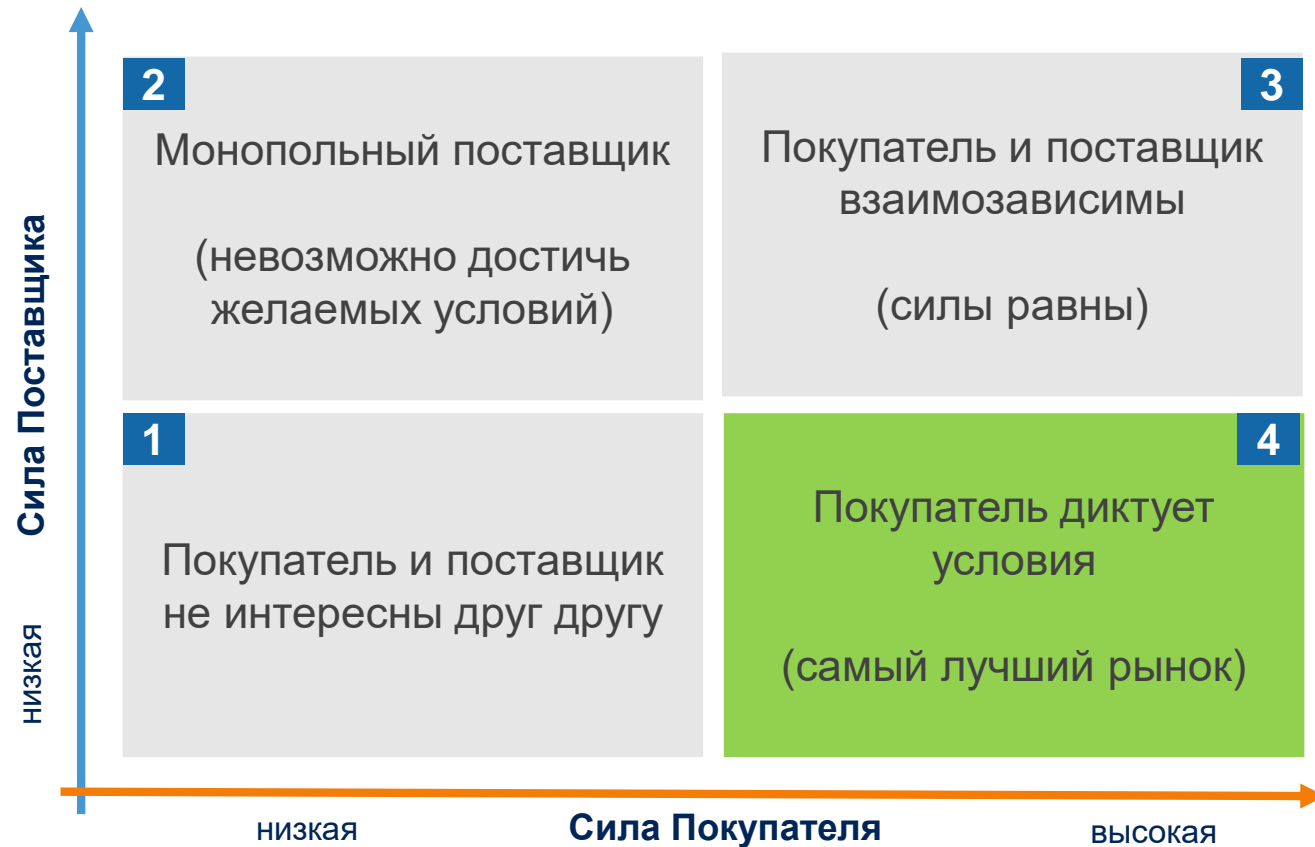 2
Монопольный поставщик
(невозможно достичь
желаемых условий)
3
Покупатель и поставщик
взаимозависимы
(силы равны)
Сила Поставщика
низкая
1
Покупатель и поставщик
не интересны друг другу
4
Покупатель диктует
условия
(самый лучший рынок)
низкая
Сила Покупателя
высокая